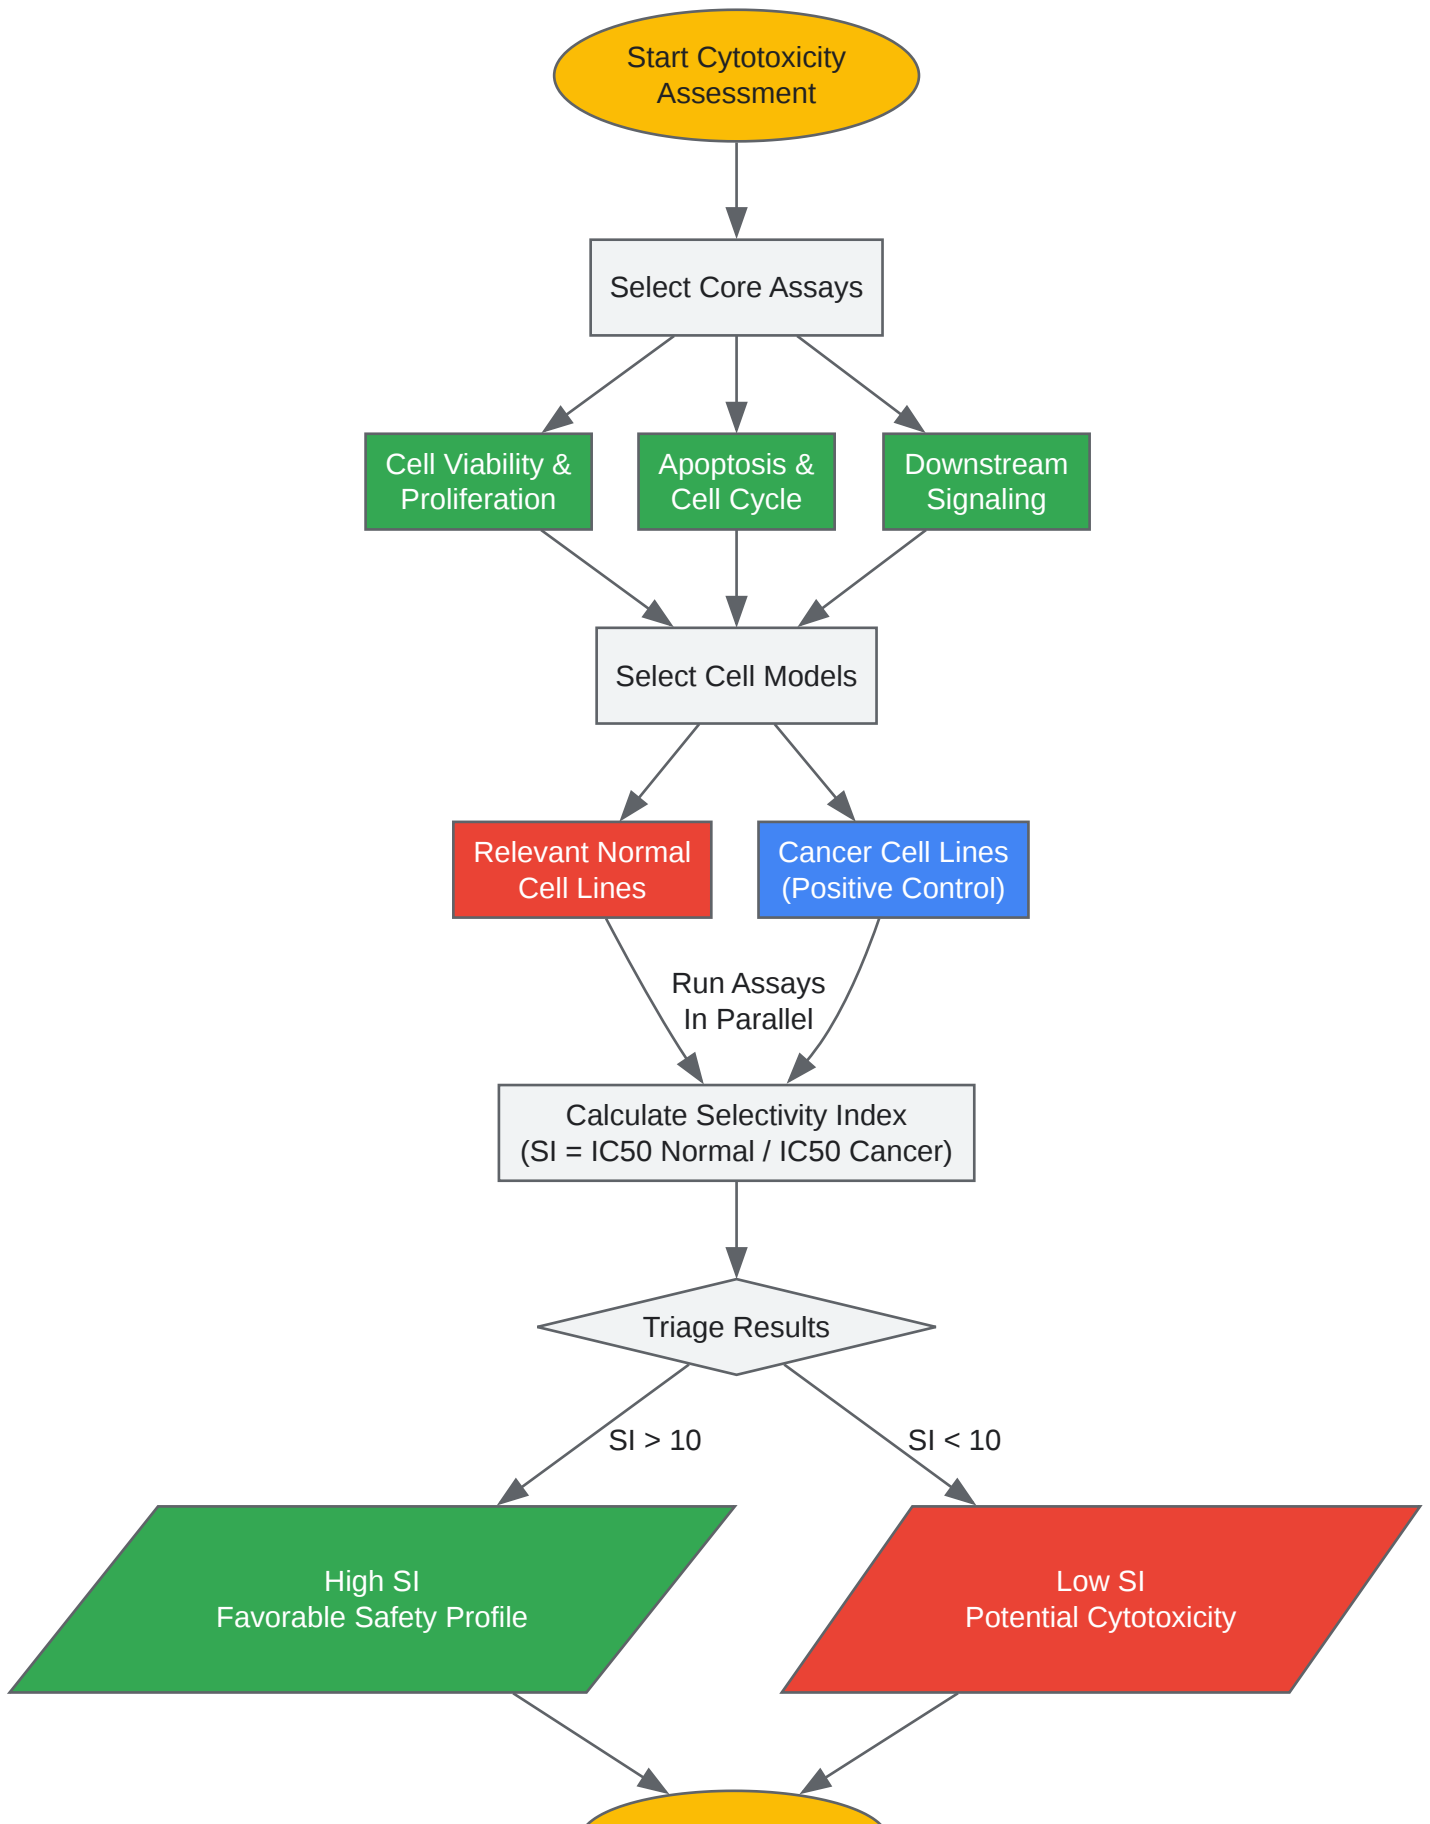 Start Cytotoxicity
Assessment
Select Core Assays
Cell Viability &
Proliferation
Apoptosis &
Cell Cycle
Downstream
Signaling
Select Cell Models
Relevant Normal
Cell Lines
Cancer Cell Lines
(Positive Control)
Run Assays
In Parallel
Calculate Selectivity Index
(SI = IC50 Normal / IC50 Cancer)
Triage Results
SI > 10
SI < 10
High SI
Favorable Safety Profile
Low SI
Potential Cytotoxicity